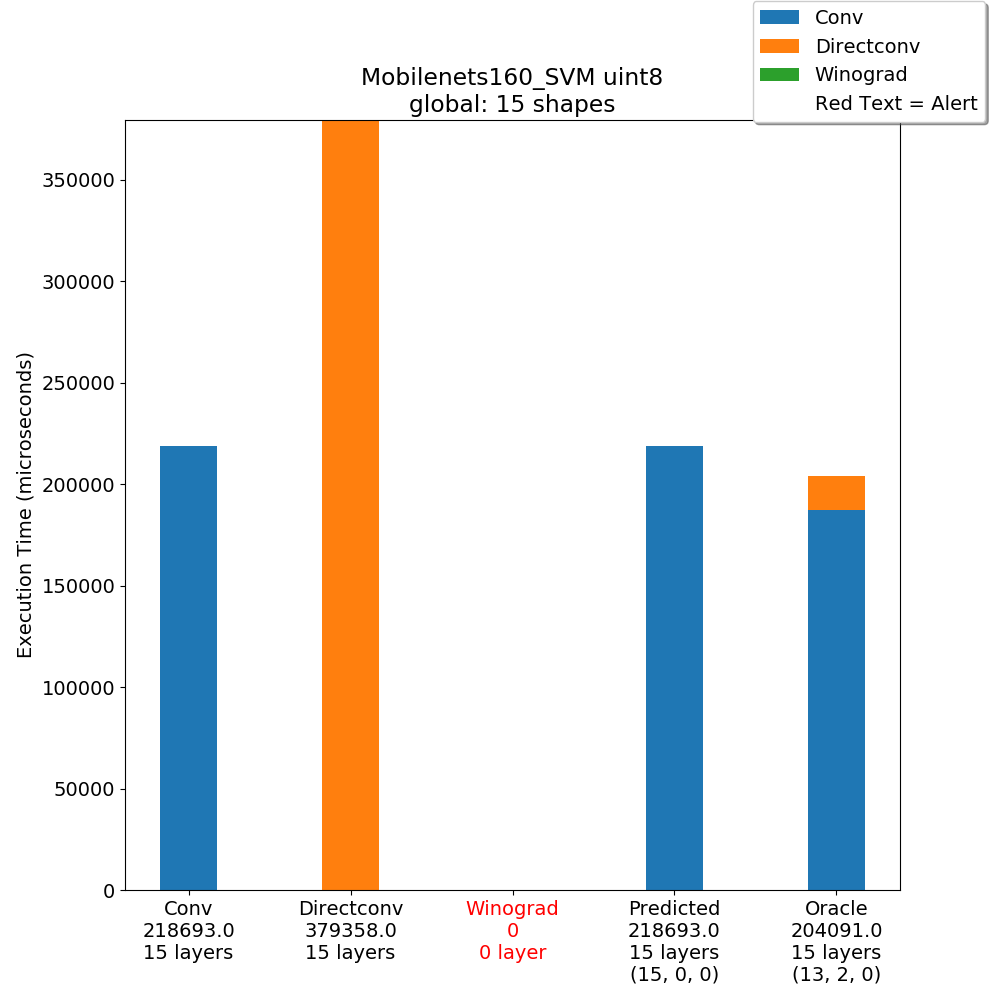 Conv
Directconv
Winograd
Red Text = Alert
Mobilenets160_SVM uint8
global: 15 shapes
Execution Time (microseconds)
350000
300000
250000
200000
150000
100000
50000
0
Conv
218693.0
15 layers
Directconv
379358.0
15 layers
Winograd
0
0 layer
Predicted
218693.0
15 layers
(15, 0, 0)
Oracle
204091.0
15 layers
(13, 2, 0)